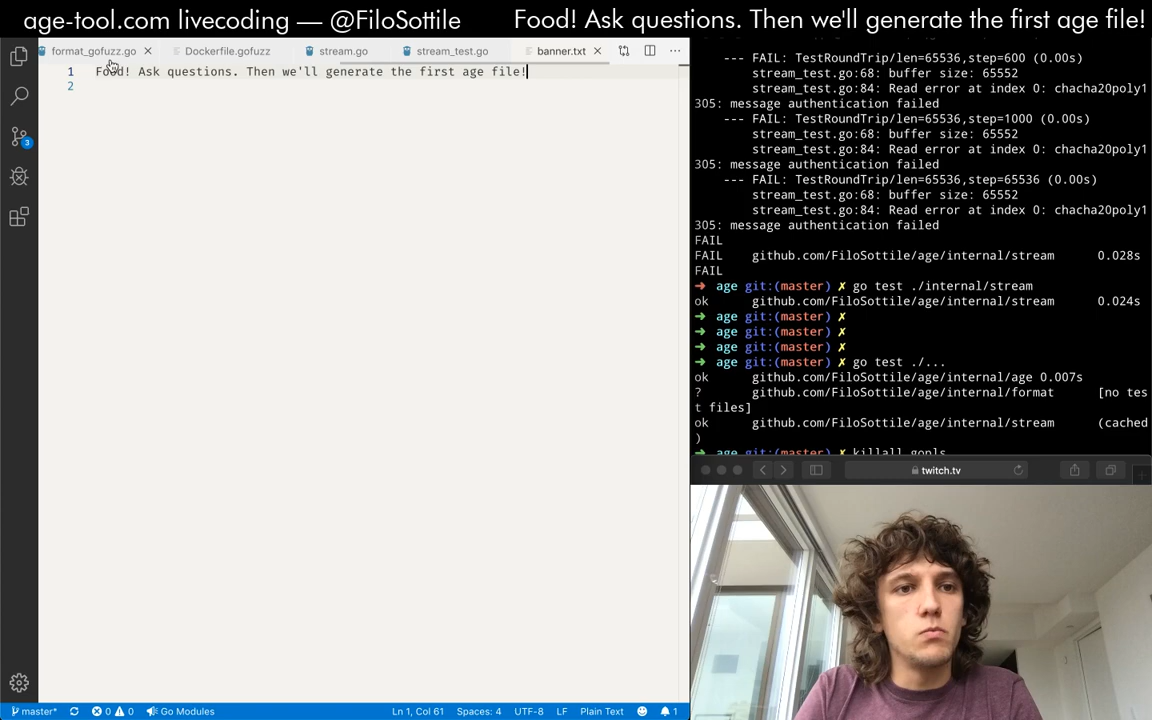 age-tool.com livecoding — @FiloSottile
Food! Ask questions. Then we'll generate the first age file!
format_gofuzz.go
Dockerfile.gofuzz
stream.go
stream_test.go
banner.txt
1 Food! Ask questions. Then we'll generate the first age file!
2
3
--- FAIL: TestRoundTrip/len=65536,step=600 (0.00s)
stream_test.go:68: buffer size: 65552
stream_test.go:84: Read error at index 0: chacha20poly1
305: message authentication failed
--- FAIL: TestRoundTrip/len=65536,step=1000 (0.00s)
stream_test.go:68: buffer size: 65552
stream_test.go:84: Read error at index 0: chacha20poly1
305: message authentication failed
--- FAIL: TestRoundTrip/len=65536,step=65536 (0.00s)
stream_test.go:68: buffer size: 65552
stream_test.go:84: Read error at index 0: chacha20poly1
305: message authentication failed
FAIL
FAIL github.com/FiloSottile/age/internal/stream 0.028s
FAIL
➜ age git:(master) ✗ go test ./internal/stream
ok github.com/FiloSottile/age/internal/stream 0.024s
➜ age git:(master) ✗
➜ age git:(master) ✗
➜ age git:(master) ✗
➜ age git:(master) ✗ go test ./...
ok github.com/FiloSottile/age/internal/age 0.007s
? github.com/FiloSottile/age/internal/format [no tes
t files]
ok github.com/FiloSottile/age/internal/stream (cached
)
➜ age git:(master) ✗ killall gopls
twitch.tv
master* 0 0 Go Modules Ln 1, Col 61 Spaces: 4 UTF-8 LF Plain Text 1